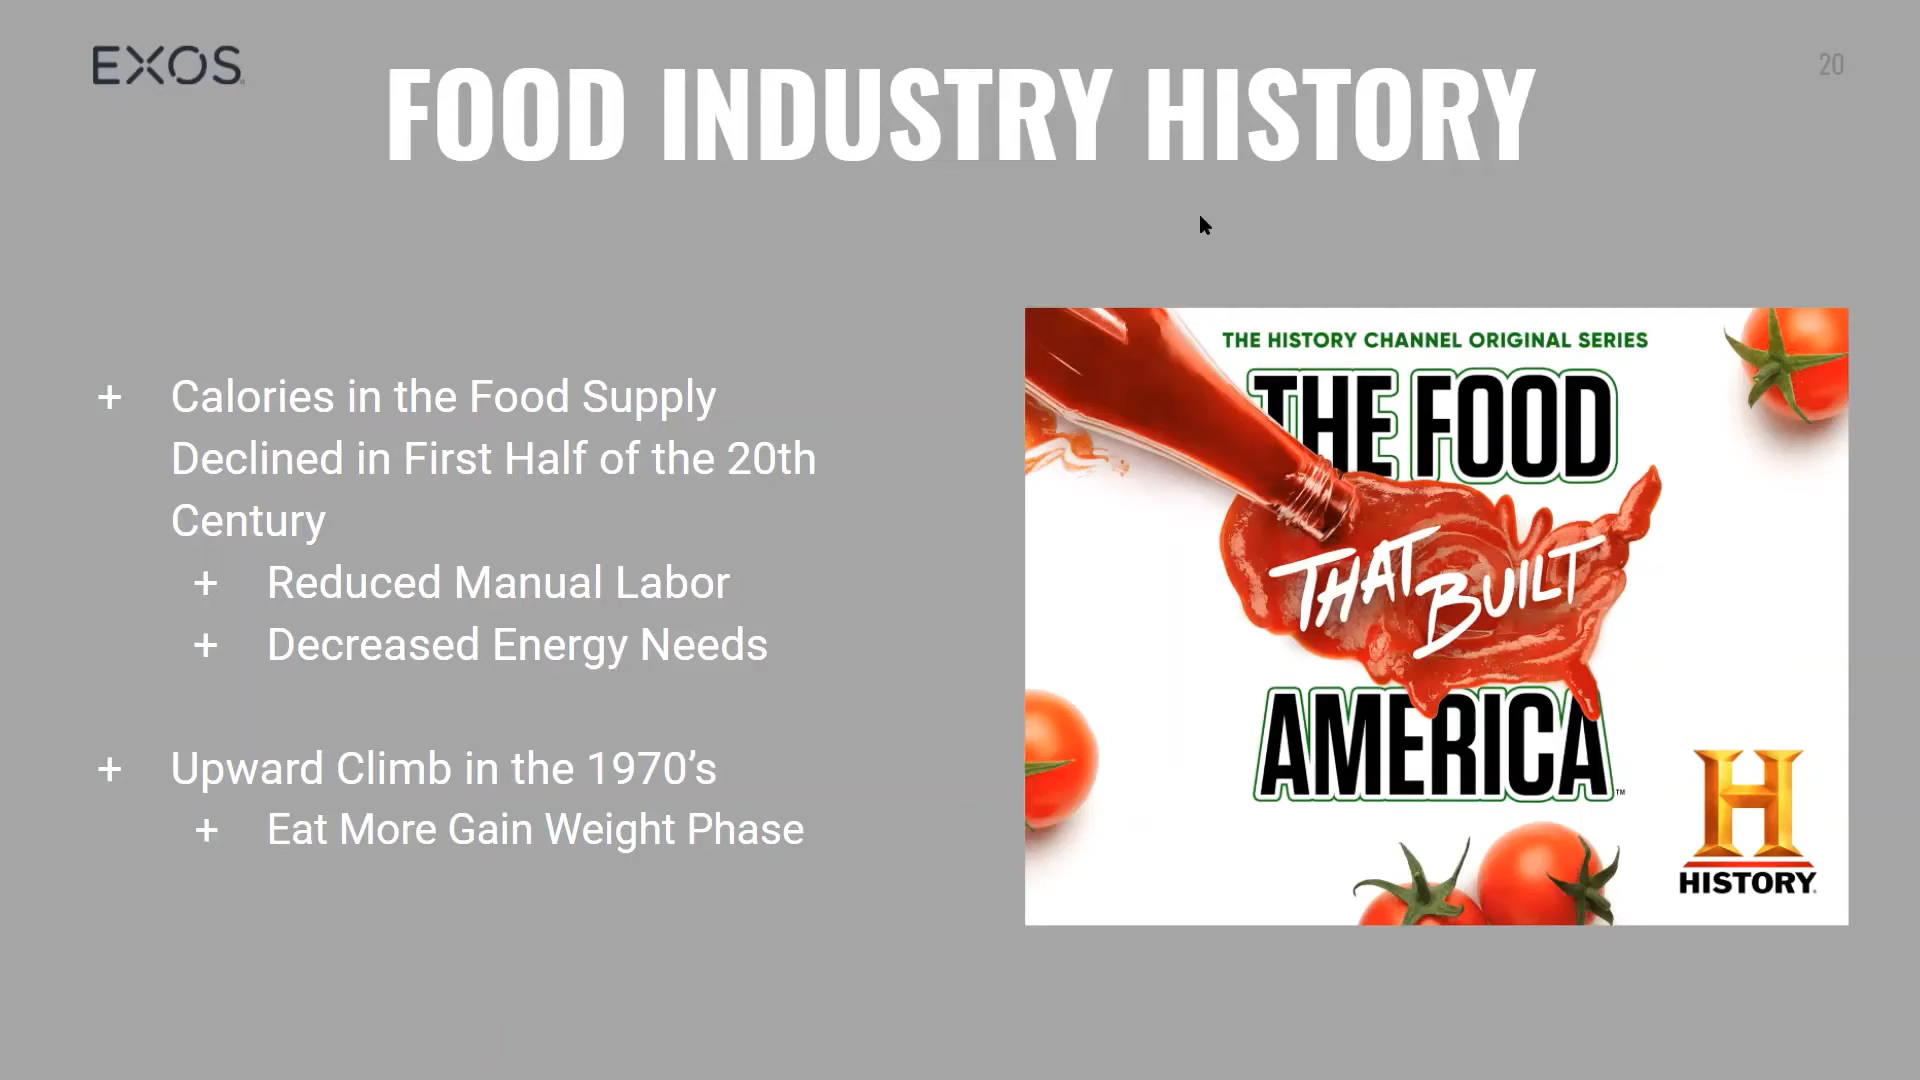 EXOS
20
FOOD INDUSTRY HISTORY
+ Calories in the Food Supply
Declined in First Half of the 20th
Century
+ Reduced Manual Labor
+ Decreased Energy Needs
+ Upward Climb in the 1970’s
+ Eat More Gain Weight Phase
THE HISTORY CHANNEL ORIGINAL SERIES
THE FOOD
THAT BUILT
AMERICA™
H
HISTORY.